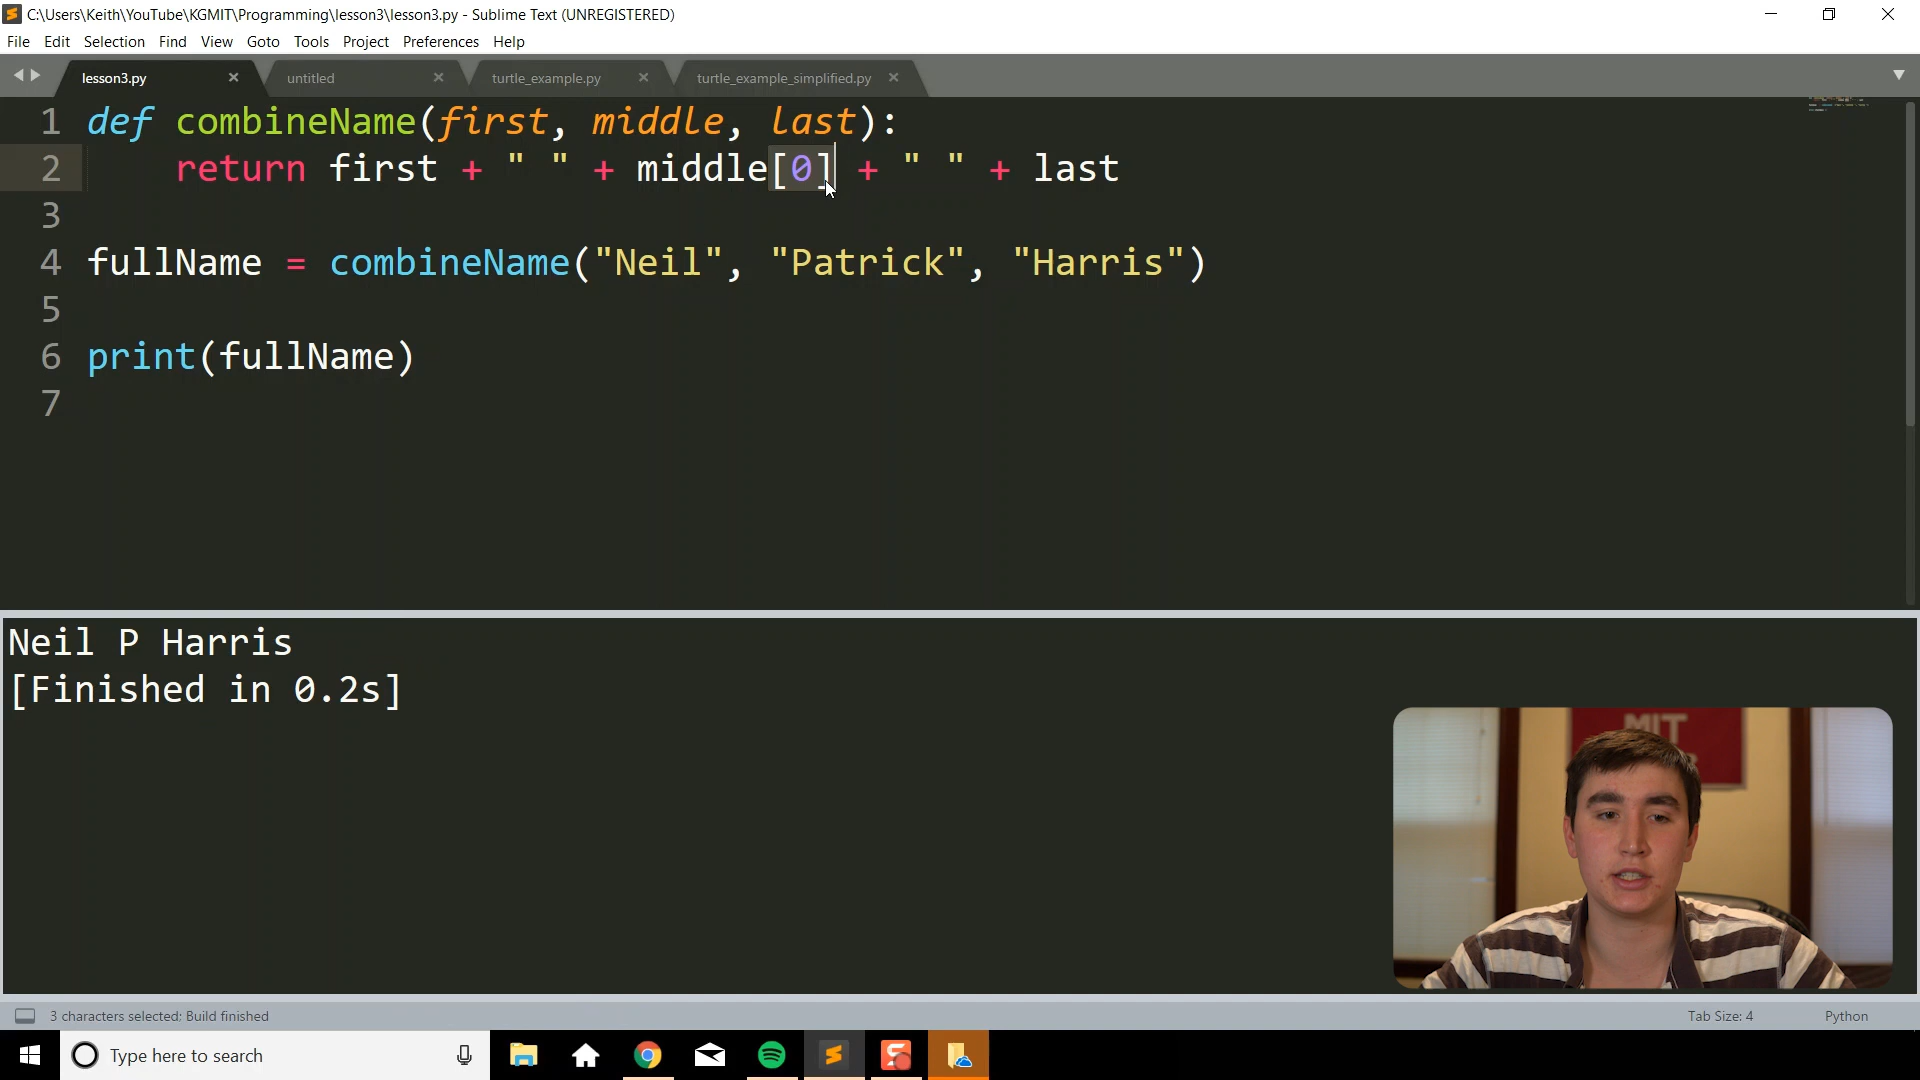 C:\Users\Keith\YouTube\KGMIT\Programming\lesson3\lesson3.py - Sublime Text (UNREGISTERED)
File Edit Selection Find View Goto Tools Project Preferences Help
lesson3.py untitled turtle_example.py turtle_example_simplified.py
1 def combineName(first, middle, last):
2 return first + " " + middle[0] + " " + last
3
4 fullName = combineName("Neil", "Patrick", "Harris")
5
6 print(fullName)
7
Neil P Harris
[Finished in 0.2s]
MIT
3 characters selected; Build finished Tab Size: 4 Python
Type here to search